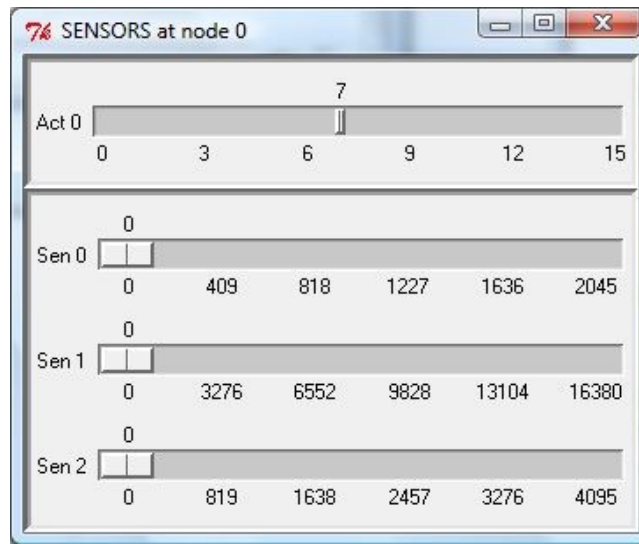 SENSORS at node 0
7
Act 0
0 3 6 9 12 15
0
Sen 0
0 409 818 1227 1636 2045
0
Sen 1
0 3276 6552 9828 13104 16380
0
Sen 2
0 819 1638 2457 3276 4095